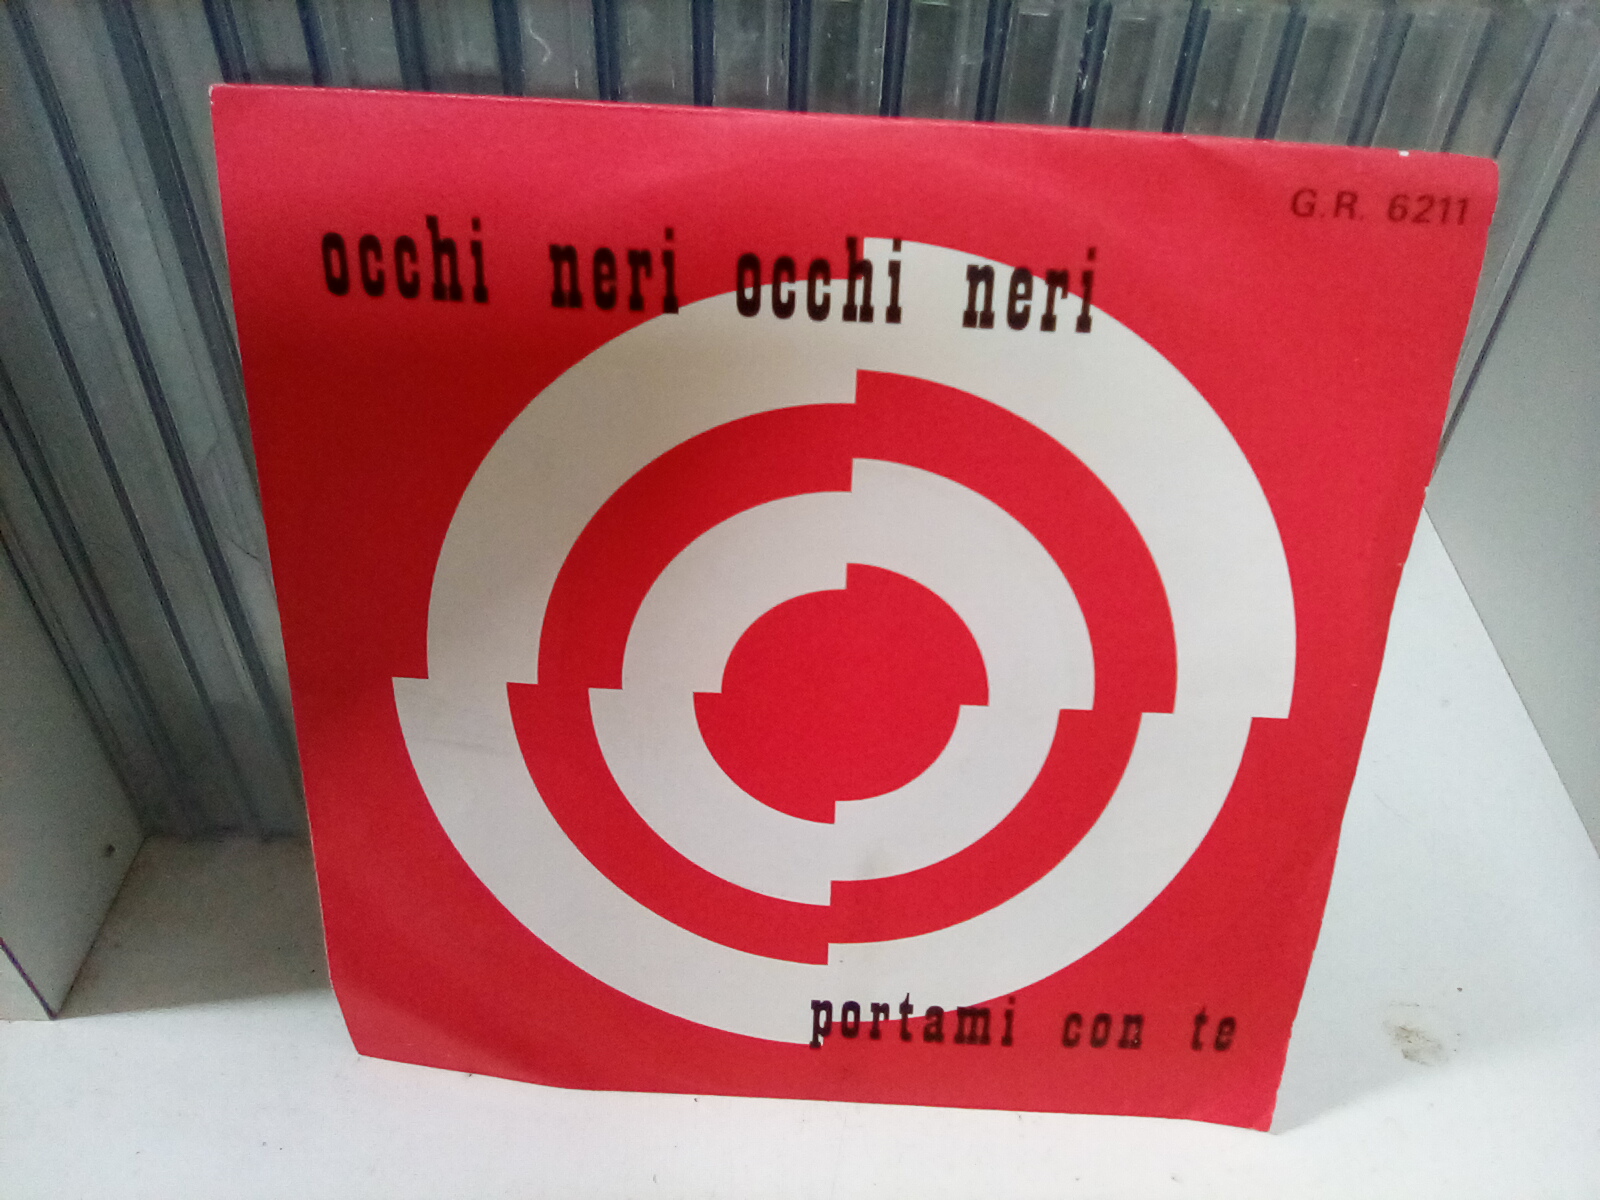 G.R. 6211
occhi neri occhi neri
portami con te